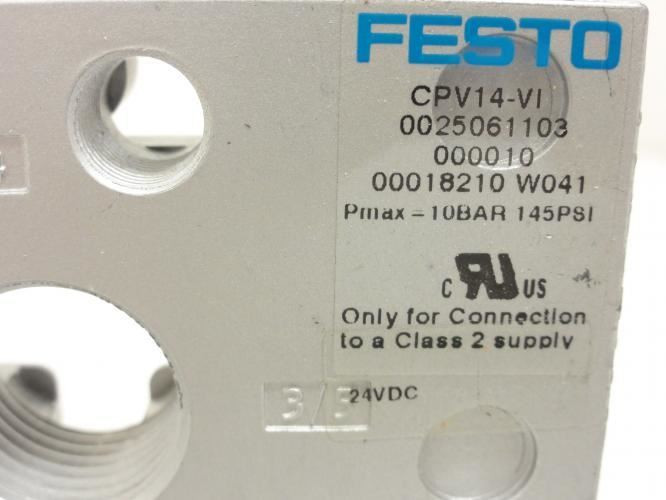 FESTO
CPV14-VI
0025061103
000010
00018210 W041
Pmax = 10BAR 145PSI
C RU US
Only for Connection
to a Class 2 supply
24VDC
3/5